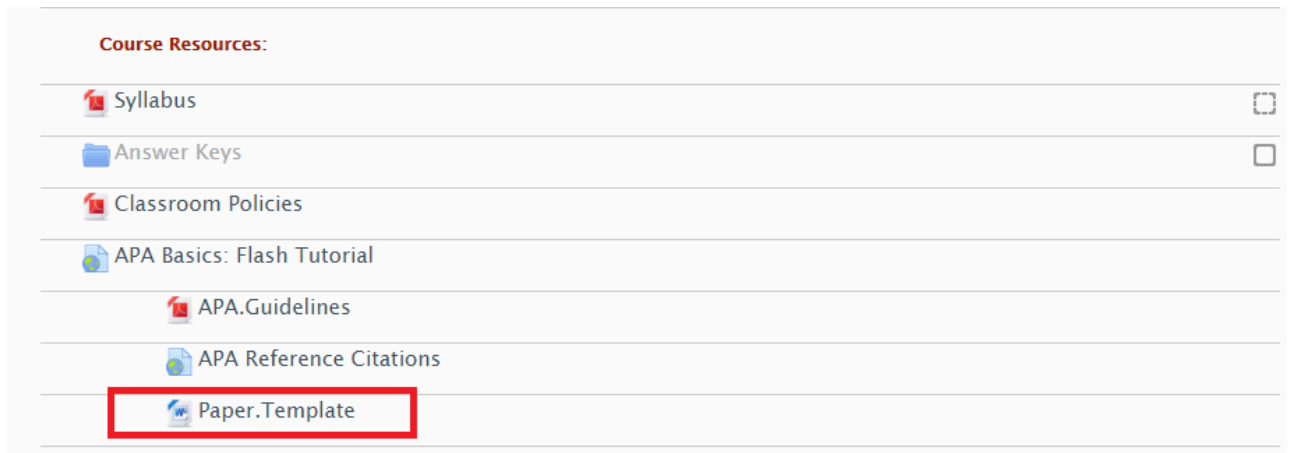 Course Resources:
Syllabus
Answer Keys
Classroom Policies
APA Basics: Flash Tutorial
APA.Guidelines
APA Reference Citations
Paper.Template